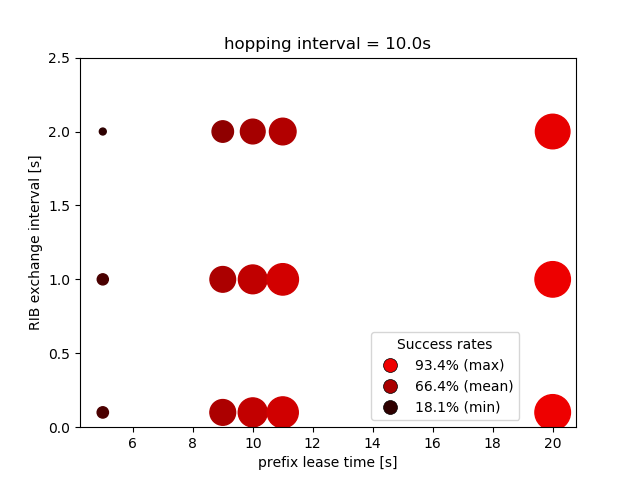 hopping interval = 10.0s
RIB exchange interval [s]
2.5
2.0
1.5
1.0
0.5
0.0
Success rates
93.4% (max)
66.4% (mean)
18.1% (min)
6 8 10 12 14 16 18 20
prefix lease time [s]